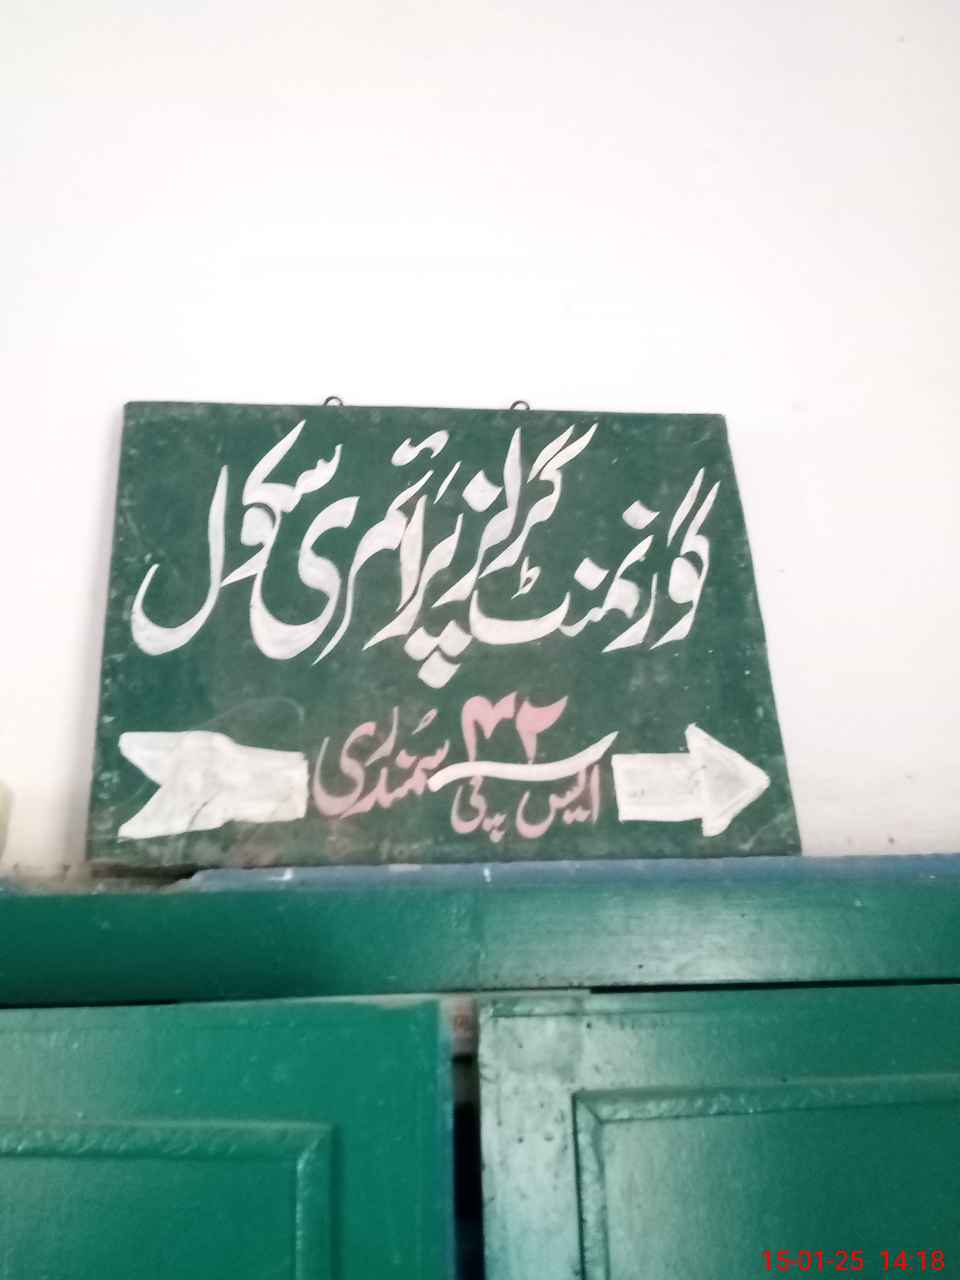 گورنمنٹ گرلز پرائمری سکول
۴۲ ایس پی سمندری
15-01-25 14:18